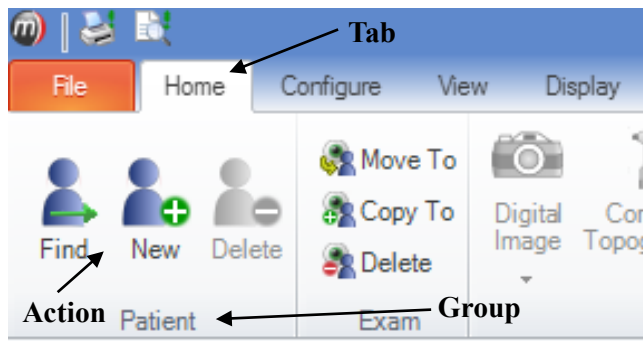 Tab
File Home Configure View Display
Move To
Copy To
Delete
Find New Delete
Digital Image
Action
Group
Patient Exam